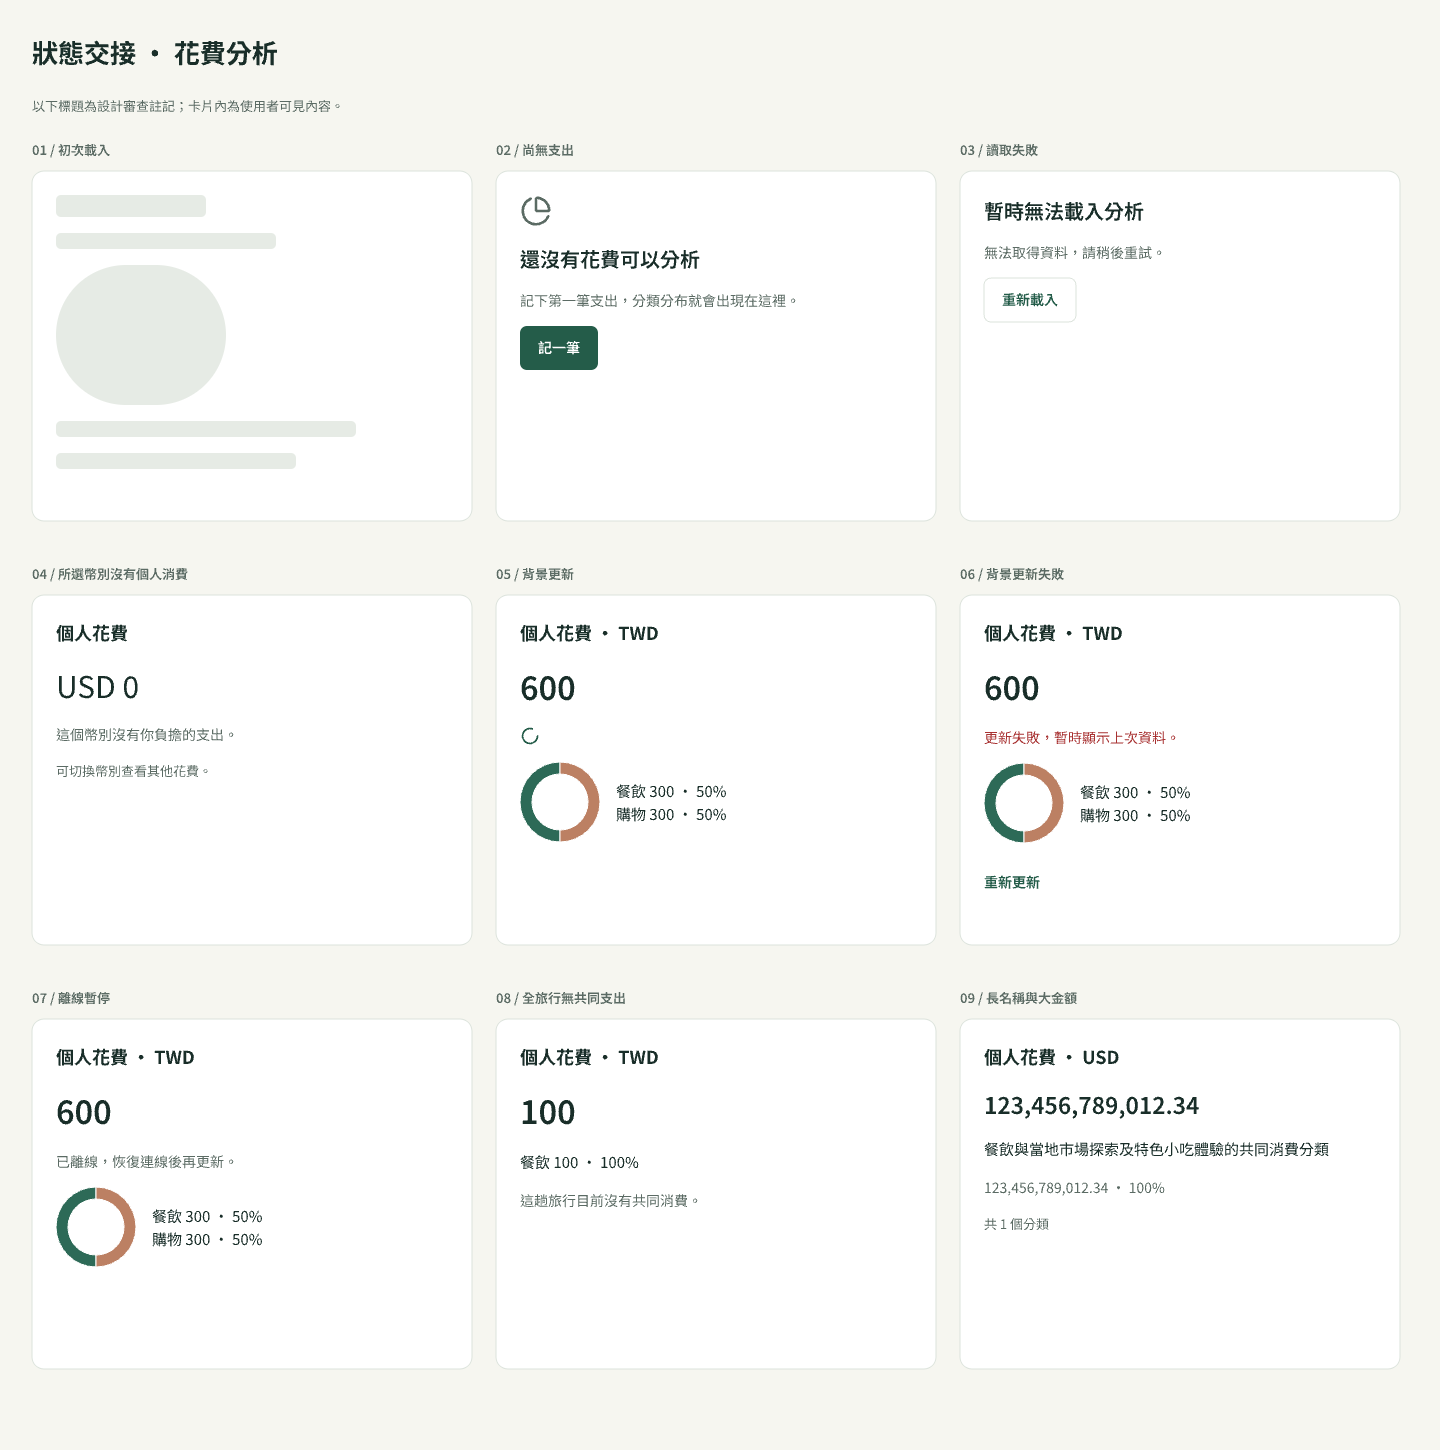 狀態交接 · 花費分析
以下標題為設計審查註記；卡片內為使用者可見內容。
01 / 初次載入
02 / 尚無支出
還沒有花費可以分析
記下第一筆支出，分類分布就會出現在這裡。
記一筆
03 / 讀取失敗
暫時無法載入分析
無法取得資料，請稍後重試。
重新載入
04 / 所選幣別沒有個人消費
個人花費
USD 0
這個幣別沒有你負擔的支出。
可切換幣別查看其他花費。
05 / 背景更新
個人花費 · TWD
600
餐飲 300 · 50%
購物 300 · 50%
06 / 背景更新失敗
個人花費 · TWD
600
更新失敗，暫時顯示上次資料。
餐飲 300 · 50%
購物 300 · 50%
重新更新
07 / 離線暫停
個人花費 · TWD
600
已離線，恢復連線後再更新。
餐飲 300 · 50%
購物 300 · 50%
08 / 全旅行無共同支出
個人花費 · TWD
100
餐飲 100 · 100%
這趟旅行目前沒有共同消費。
09 / 長名稱與大金額
個人花費 · USD
123,456,789,012.34
餐飲與當地市場探索及特色小吃體驗的共同消費分類
123,456,789,012.34 · 100%
共 1 個分類